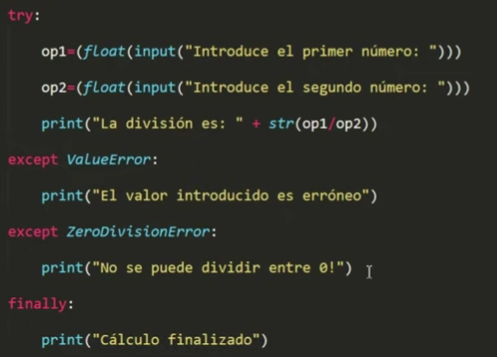 try:
op1=(float(input("Introduce el primer número: ")))
op2=(float(input("Introduce el segundo número: ")))
print("La división es: " + str(op1/op2))
except ValueError:
print("El valor introducido es erróneo")
except ZeroDivisionError:
print("No se puede dividir entre 0!")
finally:
print("Cálculo finalizado")